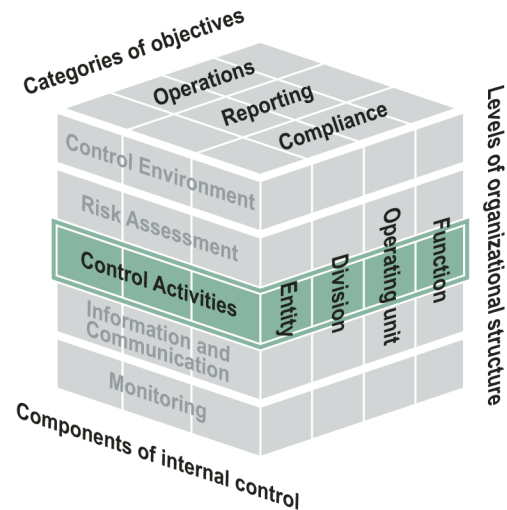 Categories of objectives
Operations
Reporting
Compliance
Levels of organizational structure
Control Environment
Risk Assessment
Control Activities
Information and
Communication
Monitoring
Entity
Division
Operating unit
Function
Components of internal control